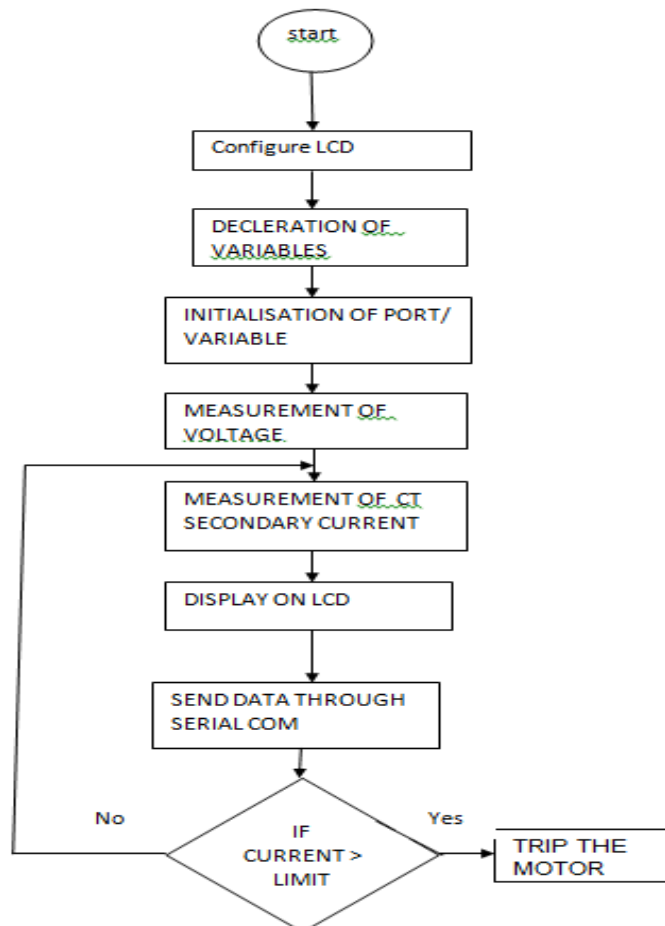 start
Configure LCD
DECLERATION OF
VARIABLES
INITIALISATION OF PORT/
VARIABLE
MEASUREMENT OF
VOLTAGE
MEASUREMENT OF CT
SECONDARY CURRENT
DISPLAY ON LCD
SEND DATA THROUGH
SERIAL COM
No
Yes
IF
CURRENT >
LIMIT
TRIP THE
MOTOR